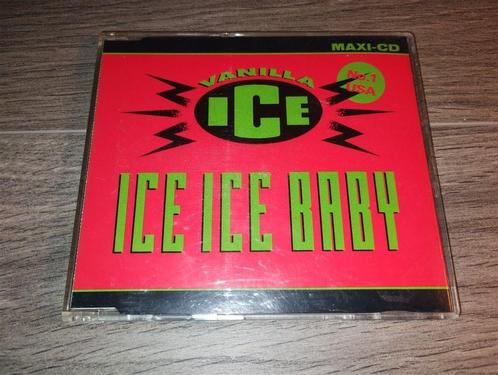 MAXI-CD
VANILLA
ICE
No.1
USA
ICE ICE BABY